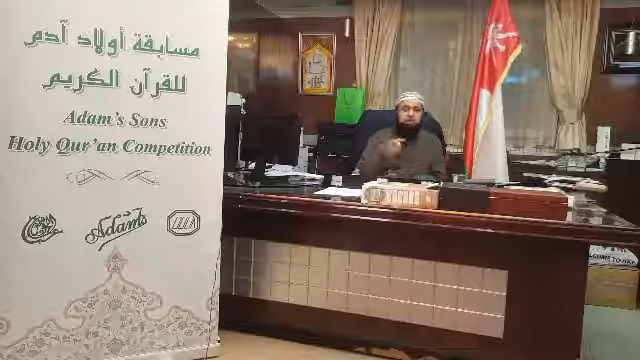 مسابقة أولاد آدم
للقرآن الكريم
Adam's Sons
Holy Qur'an Competition
Adams